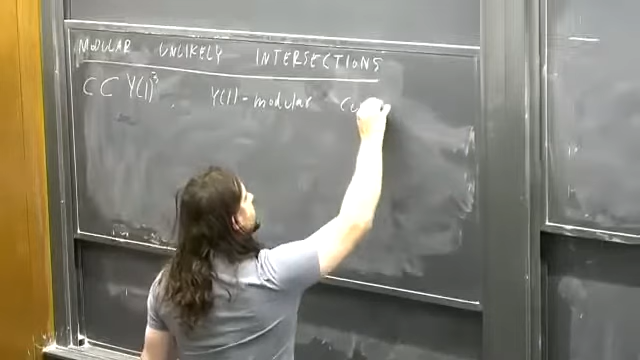 MODULAR UNLIKELY INTERSECTIONS
C ⊂ Y(1)³ Y(1) - modular